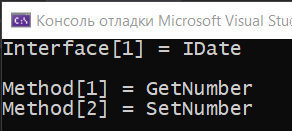 Консоль отладки Microsoft Visual
Interface[1] = IDate
Method[1] = GetNumber
Method[2] = SetNumber